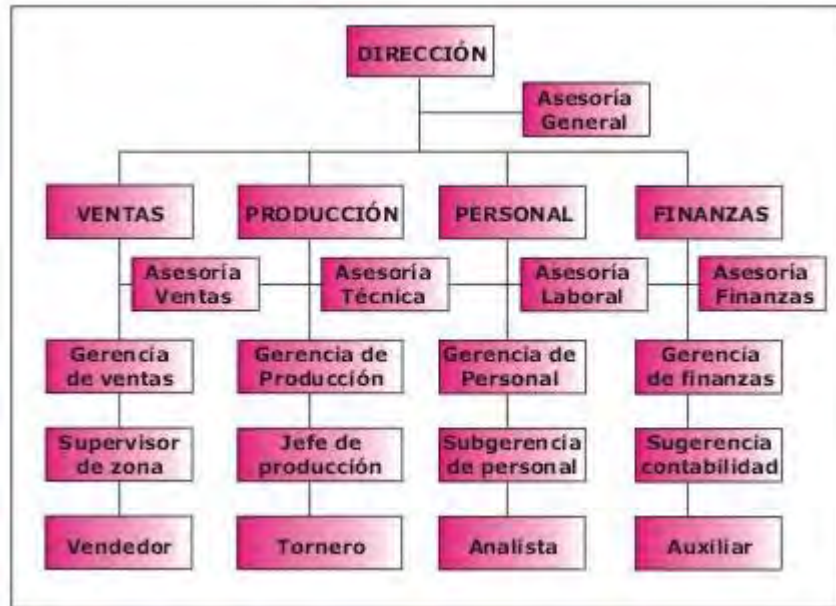 DIRECCIÓN
Asesoría
General
VENTAS
PRODUCCIÓN
PERSONAL
FINANZAS
Asesoría
Ventas
Asesoría
Técnica
Asesoría
Laboral
Asesoría
Finanzas
Gerencia
de ventas
Gerencia de
Producción
Gerencia de
Personal
Gerencia
de finanzas
Supervisor
de zona
Jefe de
producción
Subgerencia
de personal
Sugerencia
contabilidad
Vendedor
Tornero
Analista
Auxiliar